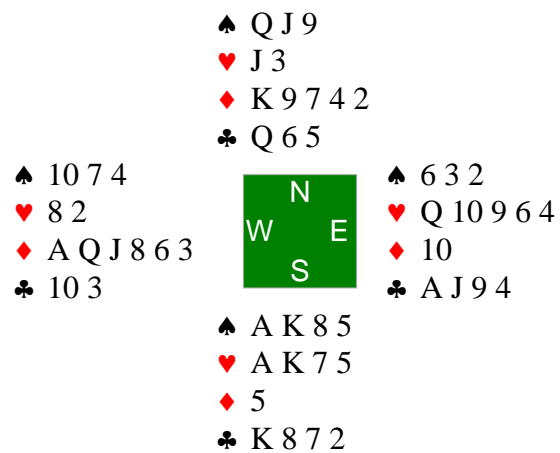 ♠ Q J 9
♥ J 3
♦ K 9 7 4 2
♣ Q 6 5
♠ 10 7 4
♥ 8 2
♦ A Q J 8 6 3
♣ 10 3
N
W E
S
♠ 6 3 2
♥ Q 10 9 6 4
♦ 10
♣ A J 9 4
♠ A K 8 5
♥ A K 7 5
♦ 5
♣ K 8 7 2